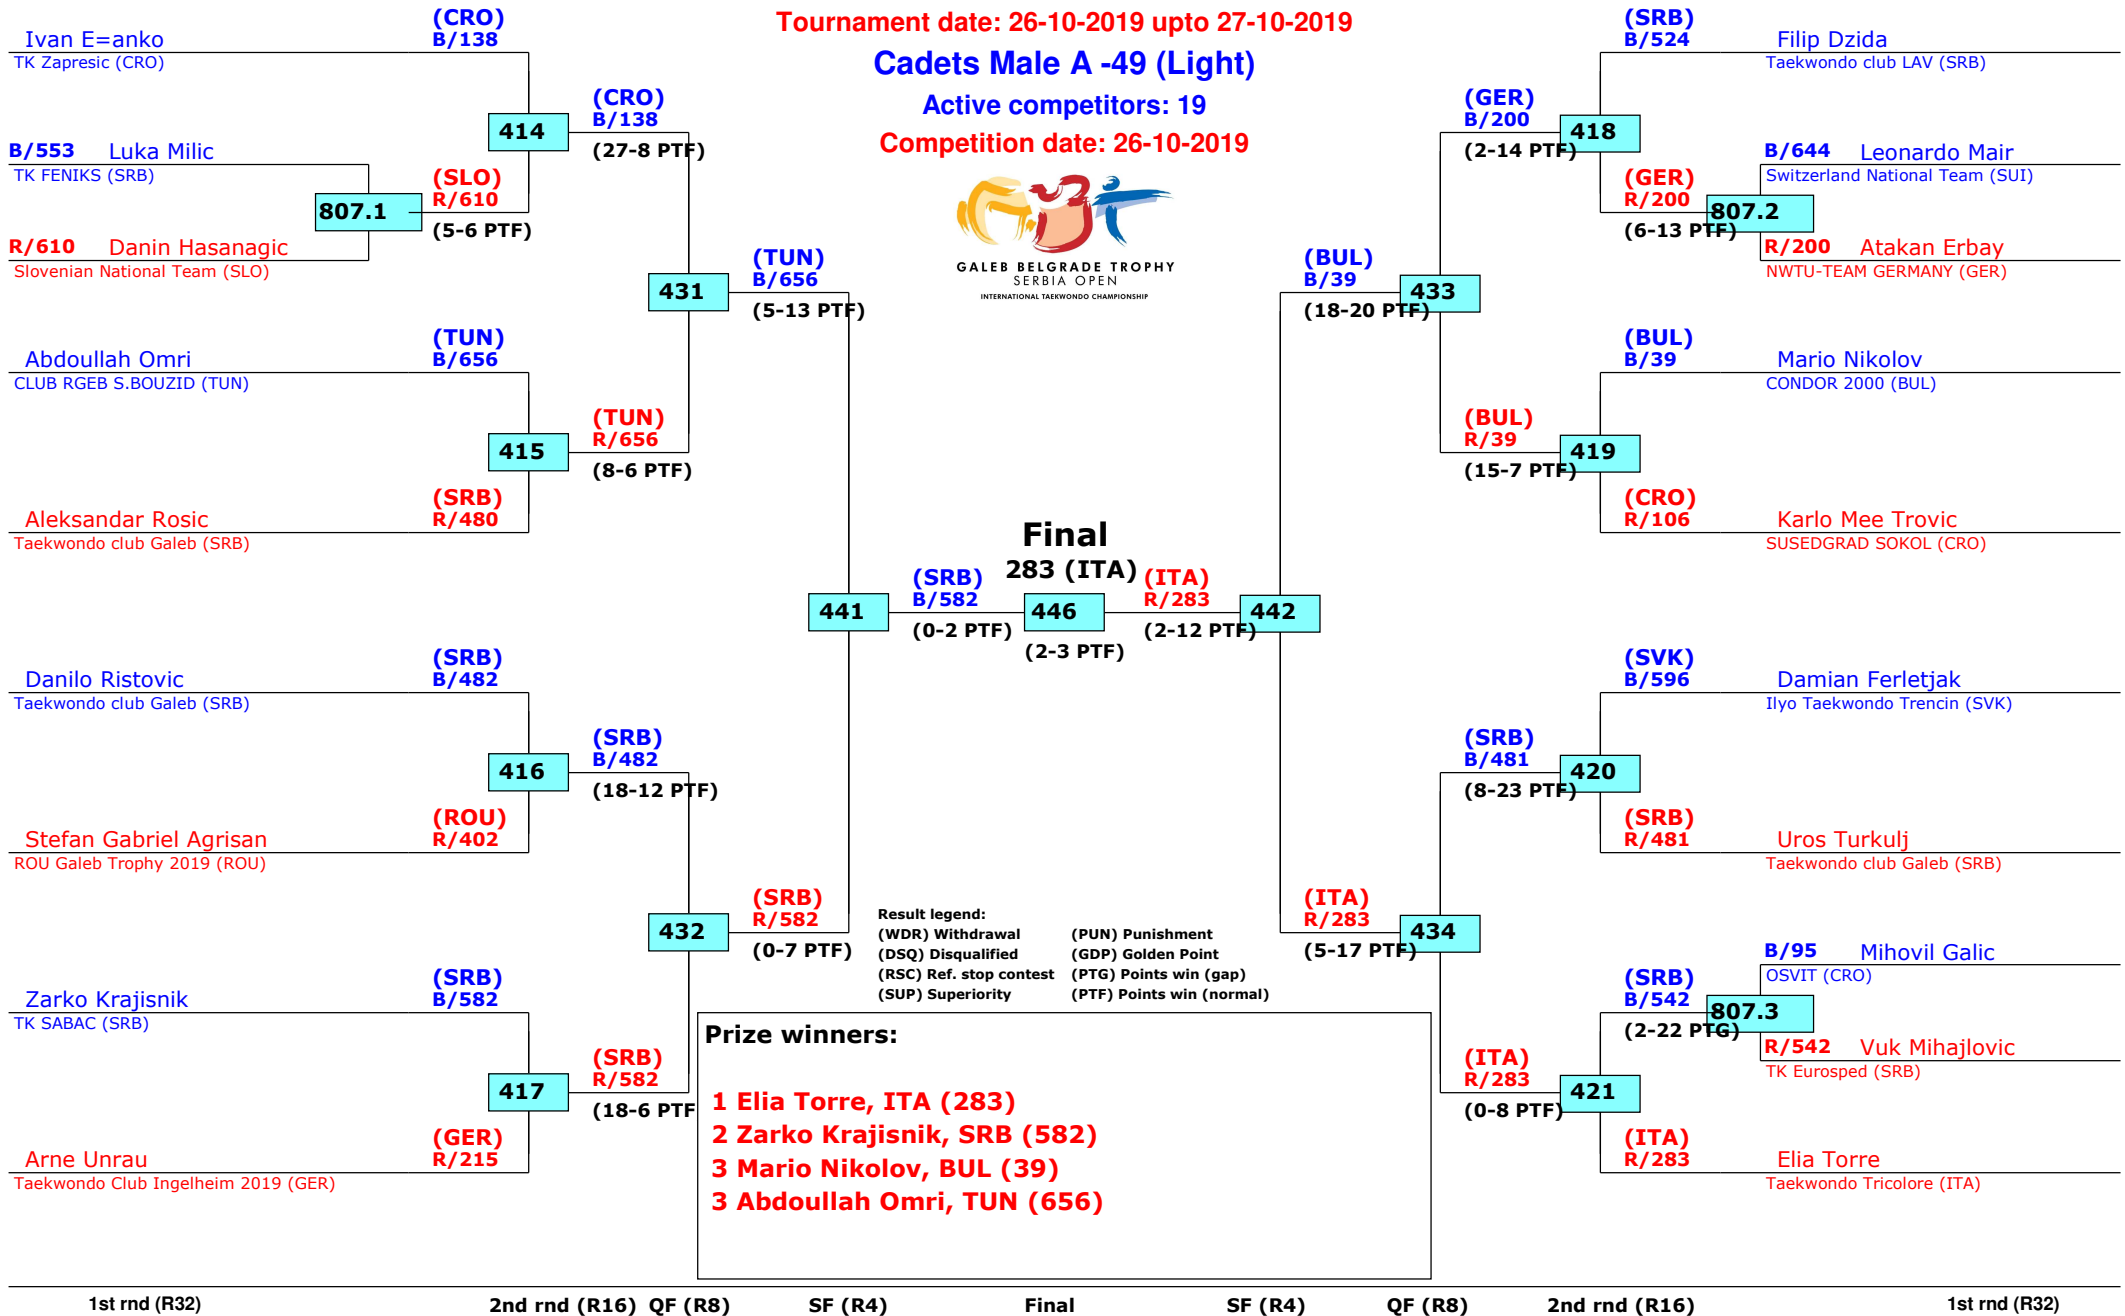 Tournament date: 26-10-2019 upto 27-10-2019
Cadets Male A -49 (Light)
Active competitors: 19
Competition date: 26-10-2019
GALEB BELGRADE TROPHY
SERBIA OPEN
INTERNATIONAL TAEKWONDO CHAMPIONSHIP
Ivan E=anko
TK Zapresic (CRO)
(CRO)
B/138
B/553 Luka Milic
TK FENIKS (SRB)
807.1
R/610 Danin Hasanagic
Slovenian National Team (SLO)
(SLO)
R/610
(5-6 PTF)
414
(CRO)
B/138
(27-8 PTF)
Abdoullah Omri
CLUB RGEB S.BOUZID (TUN)
(TUN)
B/656
415
Aleksandar Rosic
Taekwondo club Galeb (SRB)
(SRB)
R/480
(TUN)
R/656
(8-6 PTF)
431
(TUN)
B/656
(5-13 PTF)
Danilo Ristovic
Taekwondo club Galeb (SRB)
(SRB)
B/482
416
Stefan Gabriel Agrisan
ROU Galeb Trophy 2019 (ROU)
(ROU)
R/402
(SRB)
B/482
(18-12 PTF)
Zarko Krajisnik
TK SABAC (SRB)
(SRB)
B/582
417
Arne Unrau
Taekwondo Club Ingelheim 2019 (GER)
(GER)
R/215
(SRB)
R/582
(18-6 PTF
432
(SRB)
R/582
(0-7 PTF)
441
(SRB)
B/582
(0-2 PTF)
Final
283 (ITA)
446
(2-3 PTF)
(ITA)
R/283
(2-12 PTF)
442
(SRB)
B/524
Filip Dzida
Taekwondo club LAV (SRB)
B/644 Leonardo Mair
Switzerland National Team (SUI)
807.2
R/200 Atakan Erbay
NWTU-TEAM GERMANY (GER)
(GER)
R/200
(6-13 PTF)
418
(GER)
B/200
(2-14 PTF)
(BUL)
B/39
Mario Nikolov
CONDOR 2000 (BUL)
419
(CRO)
R/106
Karlo Mee Trovic
SUSEDGRAD SOKOL (CRO)
(BUL)
R/39
(15-7 PTF)
433
(BUL)
B/39
(18-20 PTF)
(SVK)
B/596
Damian Ferletjak
Ilyo Taekwondo Trencin (SVK)
420
(SRB)
R/481
Uros Turkulj
Taekwondo club Galeb (SRB)
(SRB)
B/481
(8-23 PTF)
B/95 Mihovil Galic
OSVIT (CRO)
807.3
R/542 Vuk Mihajlovic
TK Eurosped (SRB)
(SRB)
B/542
(2-22 PTG)
421
(ITA)
R/283
Elia Torre
Taekwondo Tricolore (ITA)
(ITA)
R/283
(0-8 PTF)
434
(ITA)
R/283
(5-17 PTF)
Result legend:
(WDR) Withdrawal (PUN) Punishment
(DSQ) Disqualified (GDP) Golden Point
(RSC) Ref. stop contest (PTG) Points win (gap)
(SUP) Superiority (PTF) Points win (normal)
Prize winners:
1 Elia Torre, ITA (283)
2 Zarko Krajisnik, SRB (582)
3 Mario Nikolov, BUL (39)
3 Abdoullah Omri, TUN (656)
1st rnd (R32) 2nd rnd (R16) QF (R8) SF (R4) Final SF (R4) QF (R8) 2nd rnd (R16) 1st rnd (R32)